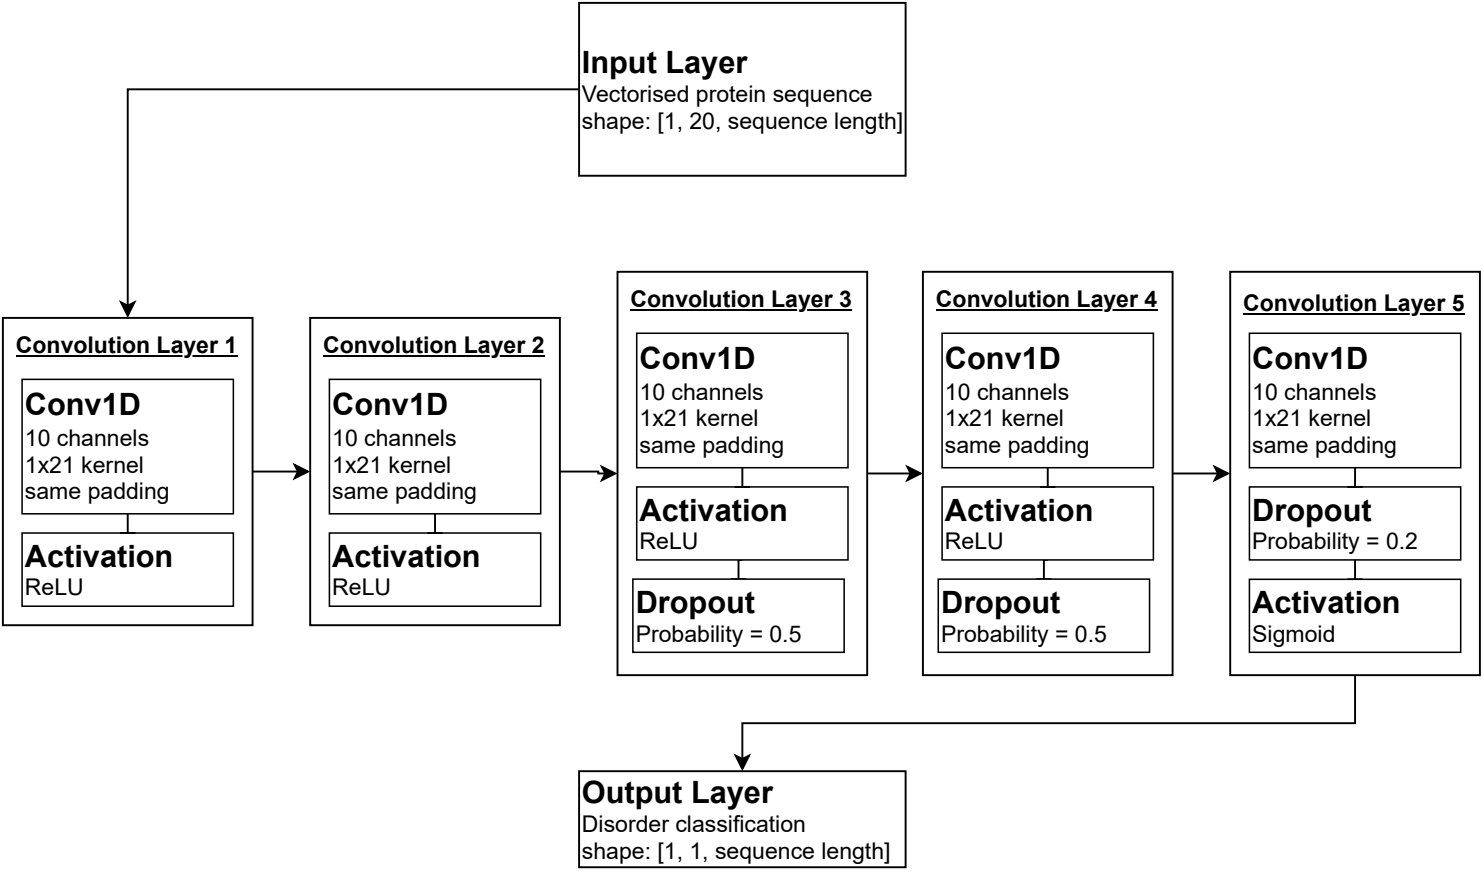 Input Layer
Vectorised protein sequence
shape: [1, 20, sequence length]
Convolution Layer 1
Conv1D
10 channels
1x21 kernel
same padding
Activation
ReLU
Convolution Layer 2
Conv1D
10 channels
1x21 kernel
same padding
Activation
ReLU
Convolution Layer 3
Conv1D
10 channels
1x21 kernel
same padding
Activation
ReLU
Dropout
Probability = 0.5
Convolution Layer 4
Conv1D
10 channels
1x21 kernel
same padding
Activation
ReLU
Dropout
Probability = 0.5
Convolution Layer 5
Conv1D
10 channels
1x21 kernel
same padding
Dropout
Probability = 0.2
Activation
Sigmoid
Output Layer
Disorder classification
shape: [1, 1, sequence length]